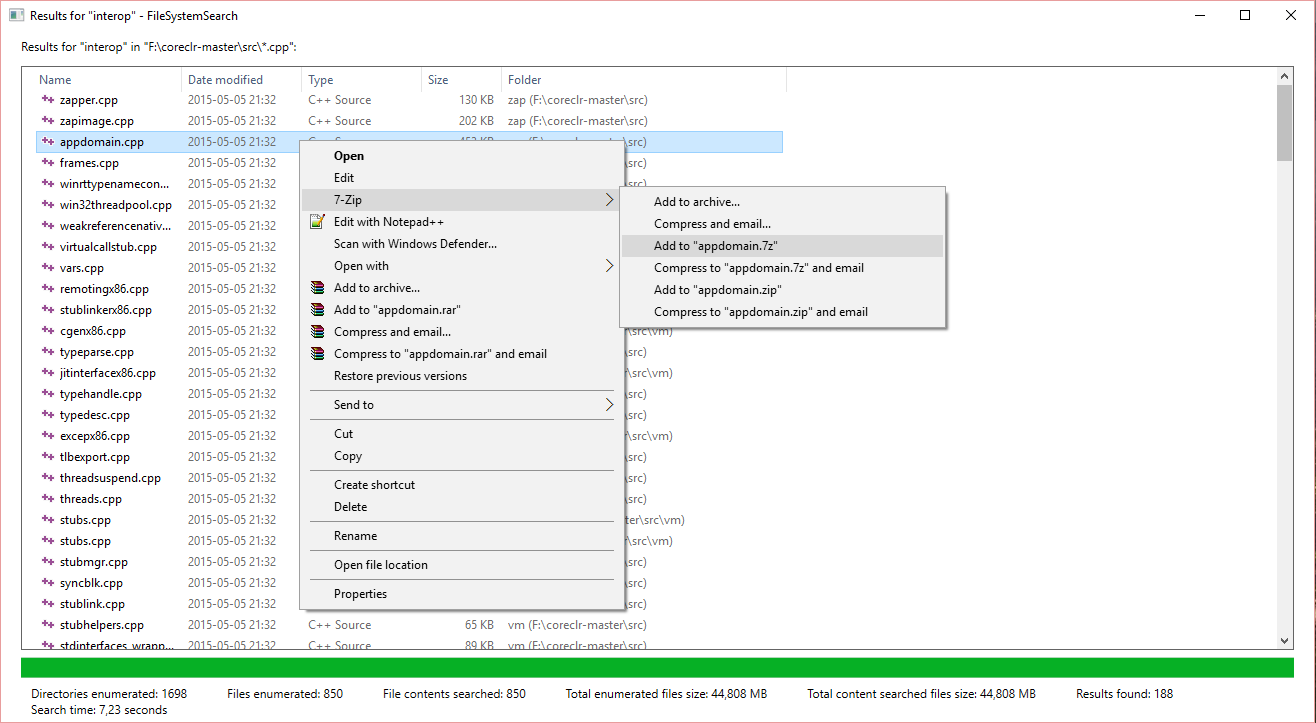 Results for "interop" - FileSystemSearch
Results for "interop" in "F:\coreclr-master\src\*.cpp":
Name Date modified Type Size Folder
zapper.cpp 2015-05-05 21:32 C++ Source 130 KB zap (F:\coreclr-master\src)
zapimage.cpp 2015-05-05 21:32 C++ Source 202 KB zap (F:\coreclr-master\src)
appdomain.cpp 2015-05-05 21:32
frames.cpp 2015-05-05 21:32
winrttypenamecon... 2015-05-05 21:32
win32threadpool.cpp 2015-05-05 21:32
weakreferencenativ... 2015-05-05 21:32
virtualcallstub.cpp 2015-05-05 21:32
vars.cpp 2015-05-05 21:32
remotingx86.cpp 2015-05-05 21:32
stublinkerx86.cpp 2015-05-05 21:32
cgenx86.cpp 2015-05-05 21:32 \src\vm)
typeparse.cpp 2015-05-05 21:32 \src)
jitinterfacex86.cpp 2015-05-05 21:32 \src\vm)
typehandle.cpp 2015-05-05 21:32 \src)
typedesc.cpp 2015-05-05 21:32 \src)
excepx86.cpp 2015-05-05 21:32 \src\vm)
tlbexport.cpp 2015-05-05 21:32 \src)
threadsuspend.cpp 2015-05-05 21:32 \src)
threads.cpp 2015-05-05 21:32 \src)
stubs.cpp 2015-05-05 21:32 ter\src\vm)
stubs.cpp 2015-05-05 21:32 \src\vm)
stubmgr.cpp 2015-05-05 21:32 \src)
syncblk.cpp 2015-05-05 21:32 \src)
stublink.cpp 2015-05-05 21:32 \src)
stubhelpers.cpp 2015-05-05 21:32 C++ Source 65 KB vm (F:\coreclr-master\src)
stdinterfaces_wrapp... 2015-05-05 21:32 C++ Source 89 KB vm (F:\coreclr-master\src)
Open
Edit
7-Zip
Edit with Notepad++
Scan with Windows Defender...
Open with
Add to archive...
Add to "appdomain.rar"
Compress and email...
Compress to "appdomain.rar" and email
Restore previous versions
Send to
Cut
Copy
Create shortcut
Delete
Rename
Open file location
Properties
Add to archive...
Compress and email...
Add to "appdomain.7z"
Compress to "appdomain.7z" and email
Add to "appdomain.zip"
Compress to "appdomain.zip" and email
Directories enumerated: 1698 Files enumerated: 850 File contents searched: 850 Total enumerated files size: 44,808 MB Total content searched files size: 44,808 MB Results found: 188
Search time: 7,23 seconds